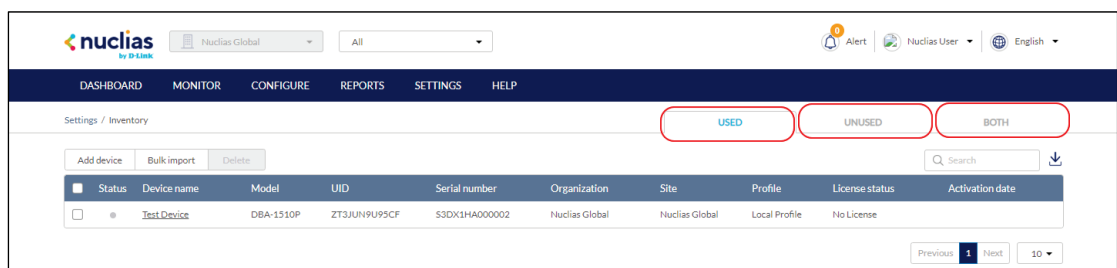 nuclias
by D-Link
Nuclias Global
All
0
Alert
Nuclias User
English
DASHBOARD MONITOR CONFIGURE REPORTS SETTINGS HELP
Settings / Inventory
USED UNUSED BOTH
Add device Bulk import Delete
Search
Status Device name Model UID Serial number Organization Site Profile License status Activation date
Test Device DBA-1510P ZT3JUN9U95CF S3DX1HA000002 Nuclias Global Nuclias Global Local Profile No License
Previous 1 Next 10